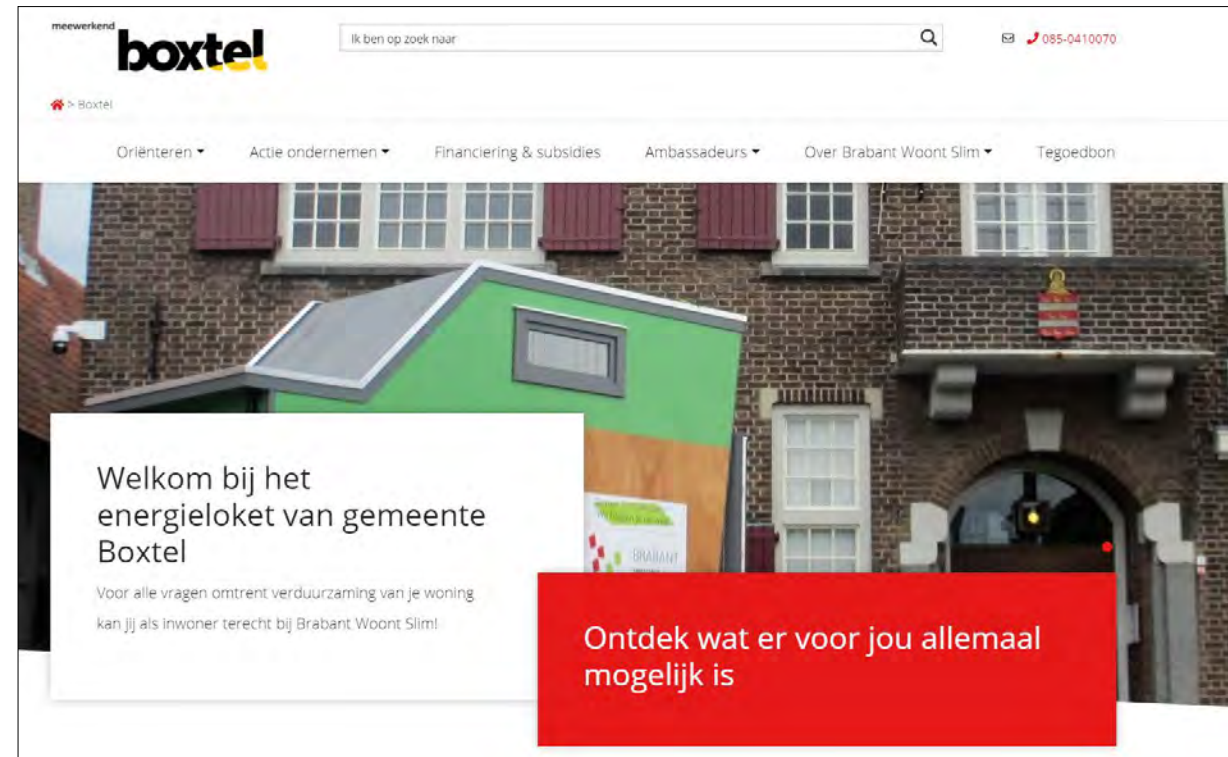 meewerkend
boxtel
Ik ben op zoek naar
085-0410070
> Boxtel
Oriënteren
Actie ondernemen
Financiering & subsidies
Ambassadeurs
Over Brabant Woont Slim
Tegoedbon
Welkom bij het
energieloket van gemeente
Boxtel
Voor alle vragen omtrent verduurzaming van je woning
kan jij als inwoner terecht bij Brabant Woont Slim!
BRABANT
Ontdek wat er voor jou allemaal
mogelijk is